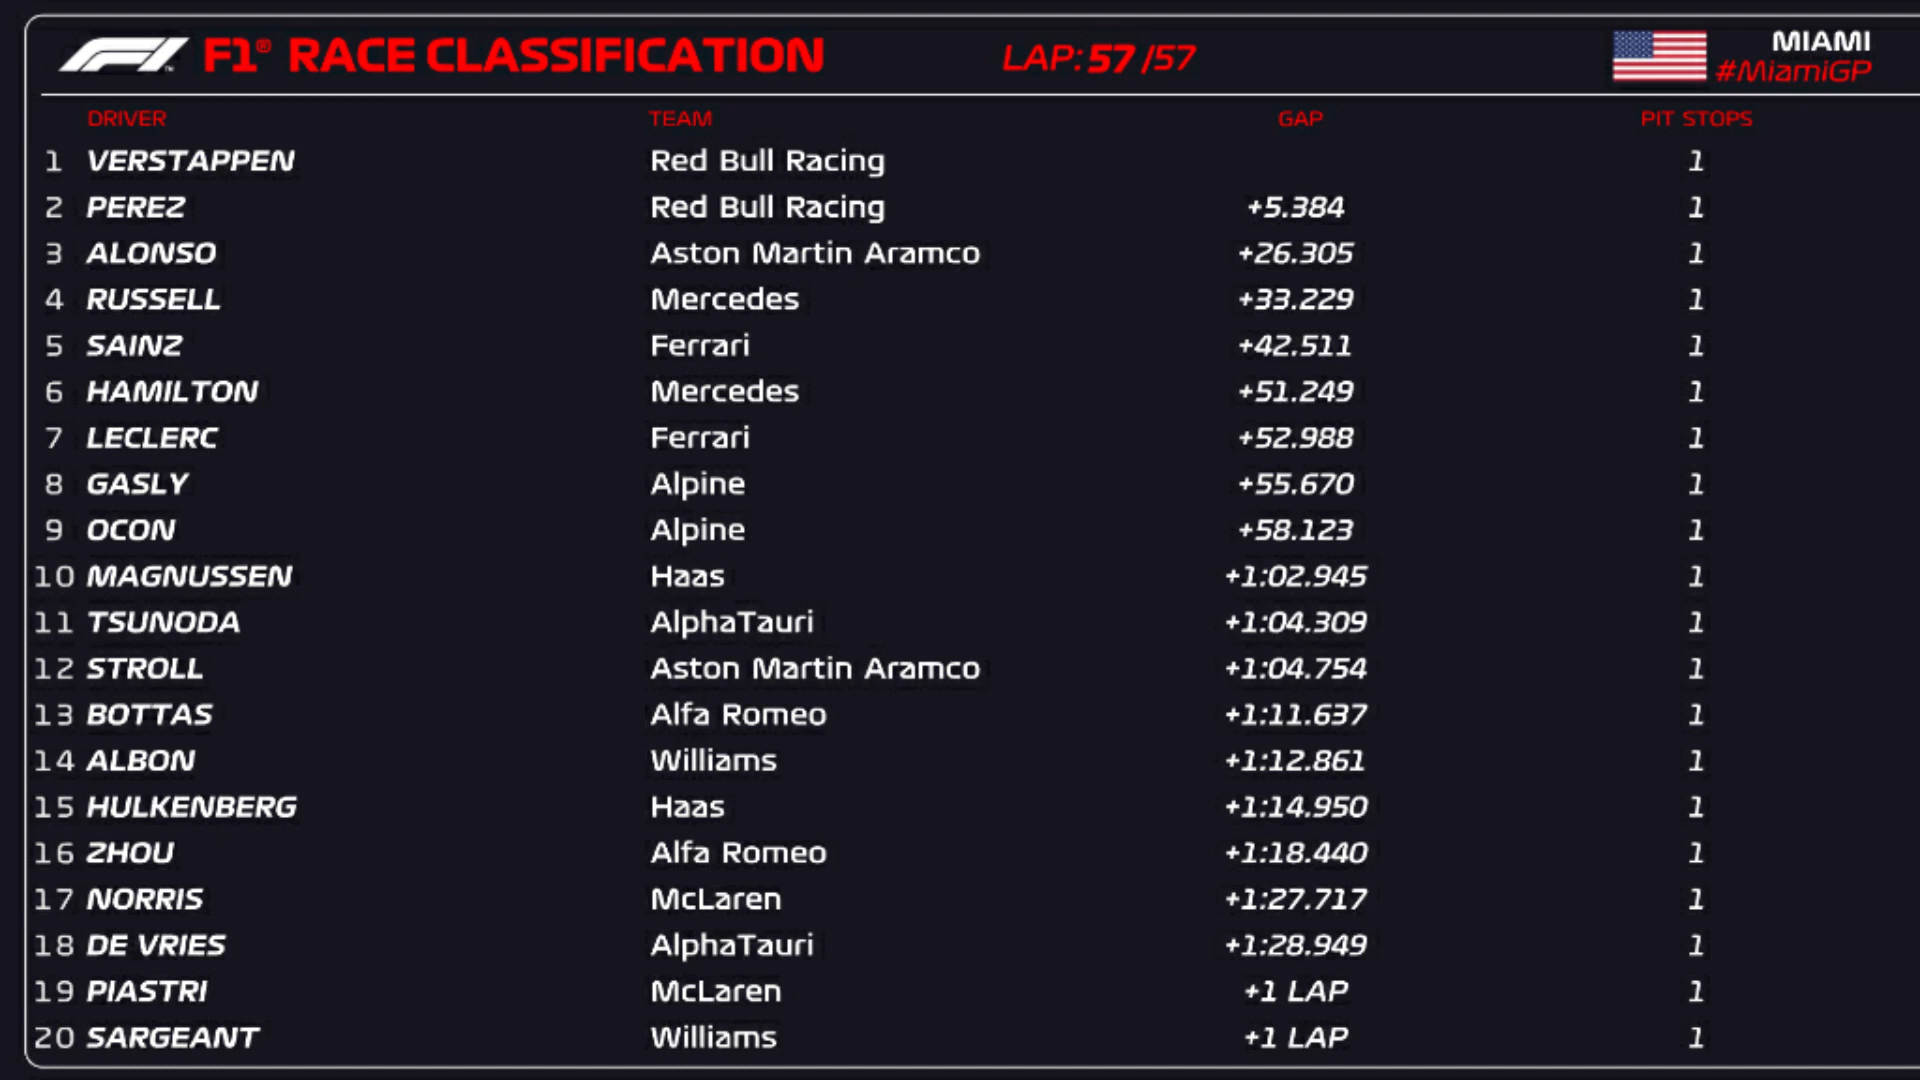 F1® RACE CLASSIFICATION LAP: 57 /57 MIAMI
#MiamiGP
DRIVER TEAM GAP PIT STOPS
1 VERSTAPPEN Red Bull Racing 1
2 PEREZ Red Bull Racing +5.384 1
3 ALONSO Aston Martin Aramco +26.305 1
4 RUSSELL Mercedes +33.229 1
5 SAINZ Ferrari +42.511 1
6 HAMILTON Mercedes +51.249 1
7 LECLERC Ferrari +52.988 1
8 GASLY Alpine +55.670 1
9 OCON Alpine +58.123 1
10 MAGNUSSEN Haas +1:02.945 1
11 TSUNODA AlphaTauri +1:04.309 1
12 STROLL Aston Martin Aramco +1:04.754 1
13 BOTTAS Alfa Romeo +1:11.637 1
14 ALBON Williams +1:12.861 1
15 HULKENBERG Haas +1:14.950 1
16 ZHOU Alfa Romeo +1:18.440 1
17 NORRIS McLaren +1:27.717 1
18 DE VRIES AlphaTauri +1:28.949 1
19 PIASTRI McLaren +1 LAP 1
20 SARGEANT Williams +1 LAP 1